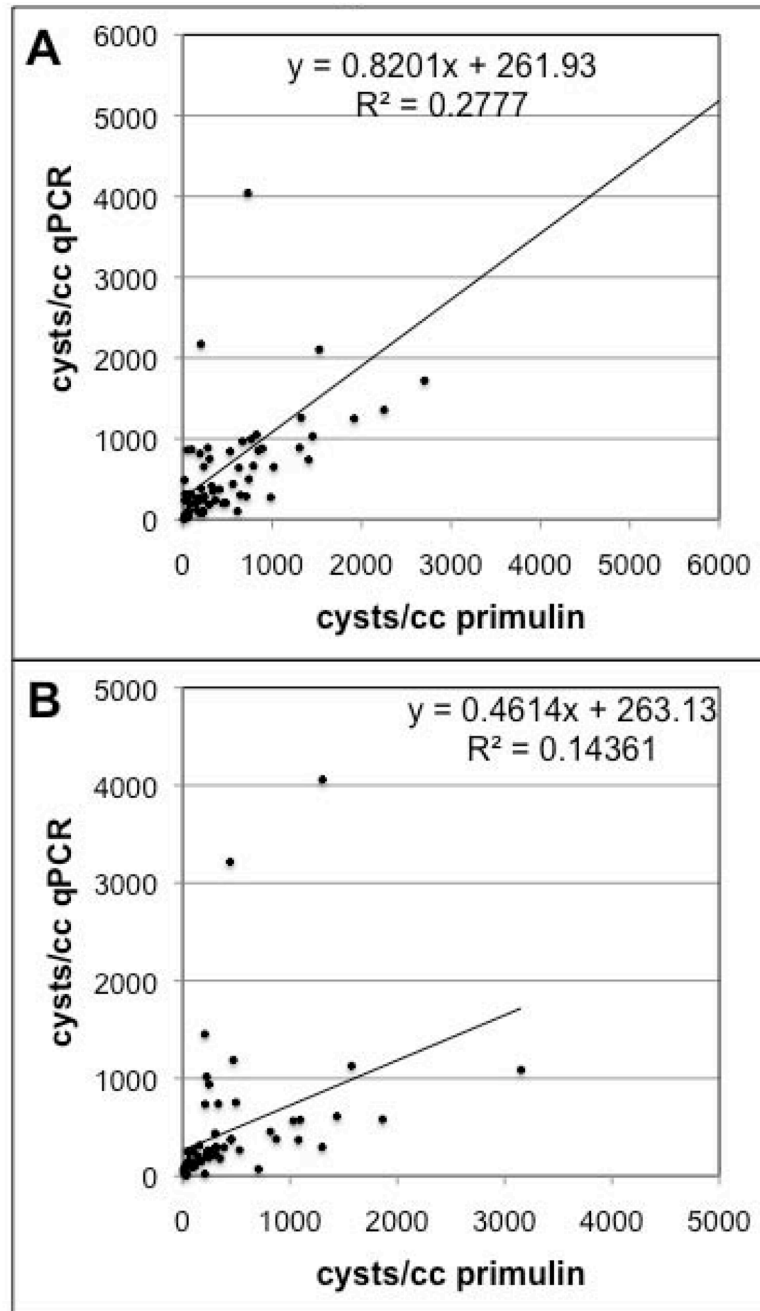 A
y = 0.8201x + 261.93
R² = 0.2777
6000
5000
4000
3000
2000
1000
0
cysts/cc qPCR
0 1000 2000 3000 4000 5000 6000
cysts/cc primulin
B
y = 0.4614x + 263.13
R² = 0.14361
5000
4000
3000
2000
1000
0
cysts/cc qPCR
0 1000 2000 3000 4000 5000
cysts/cc primulin